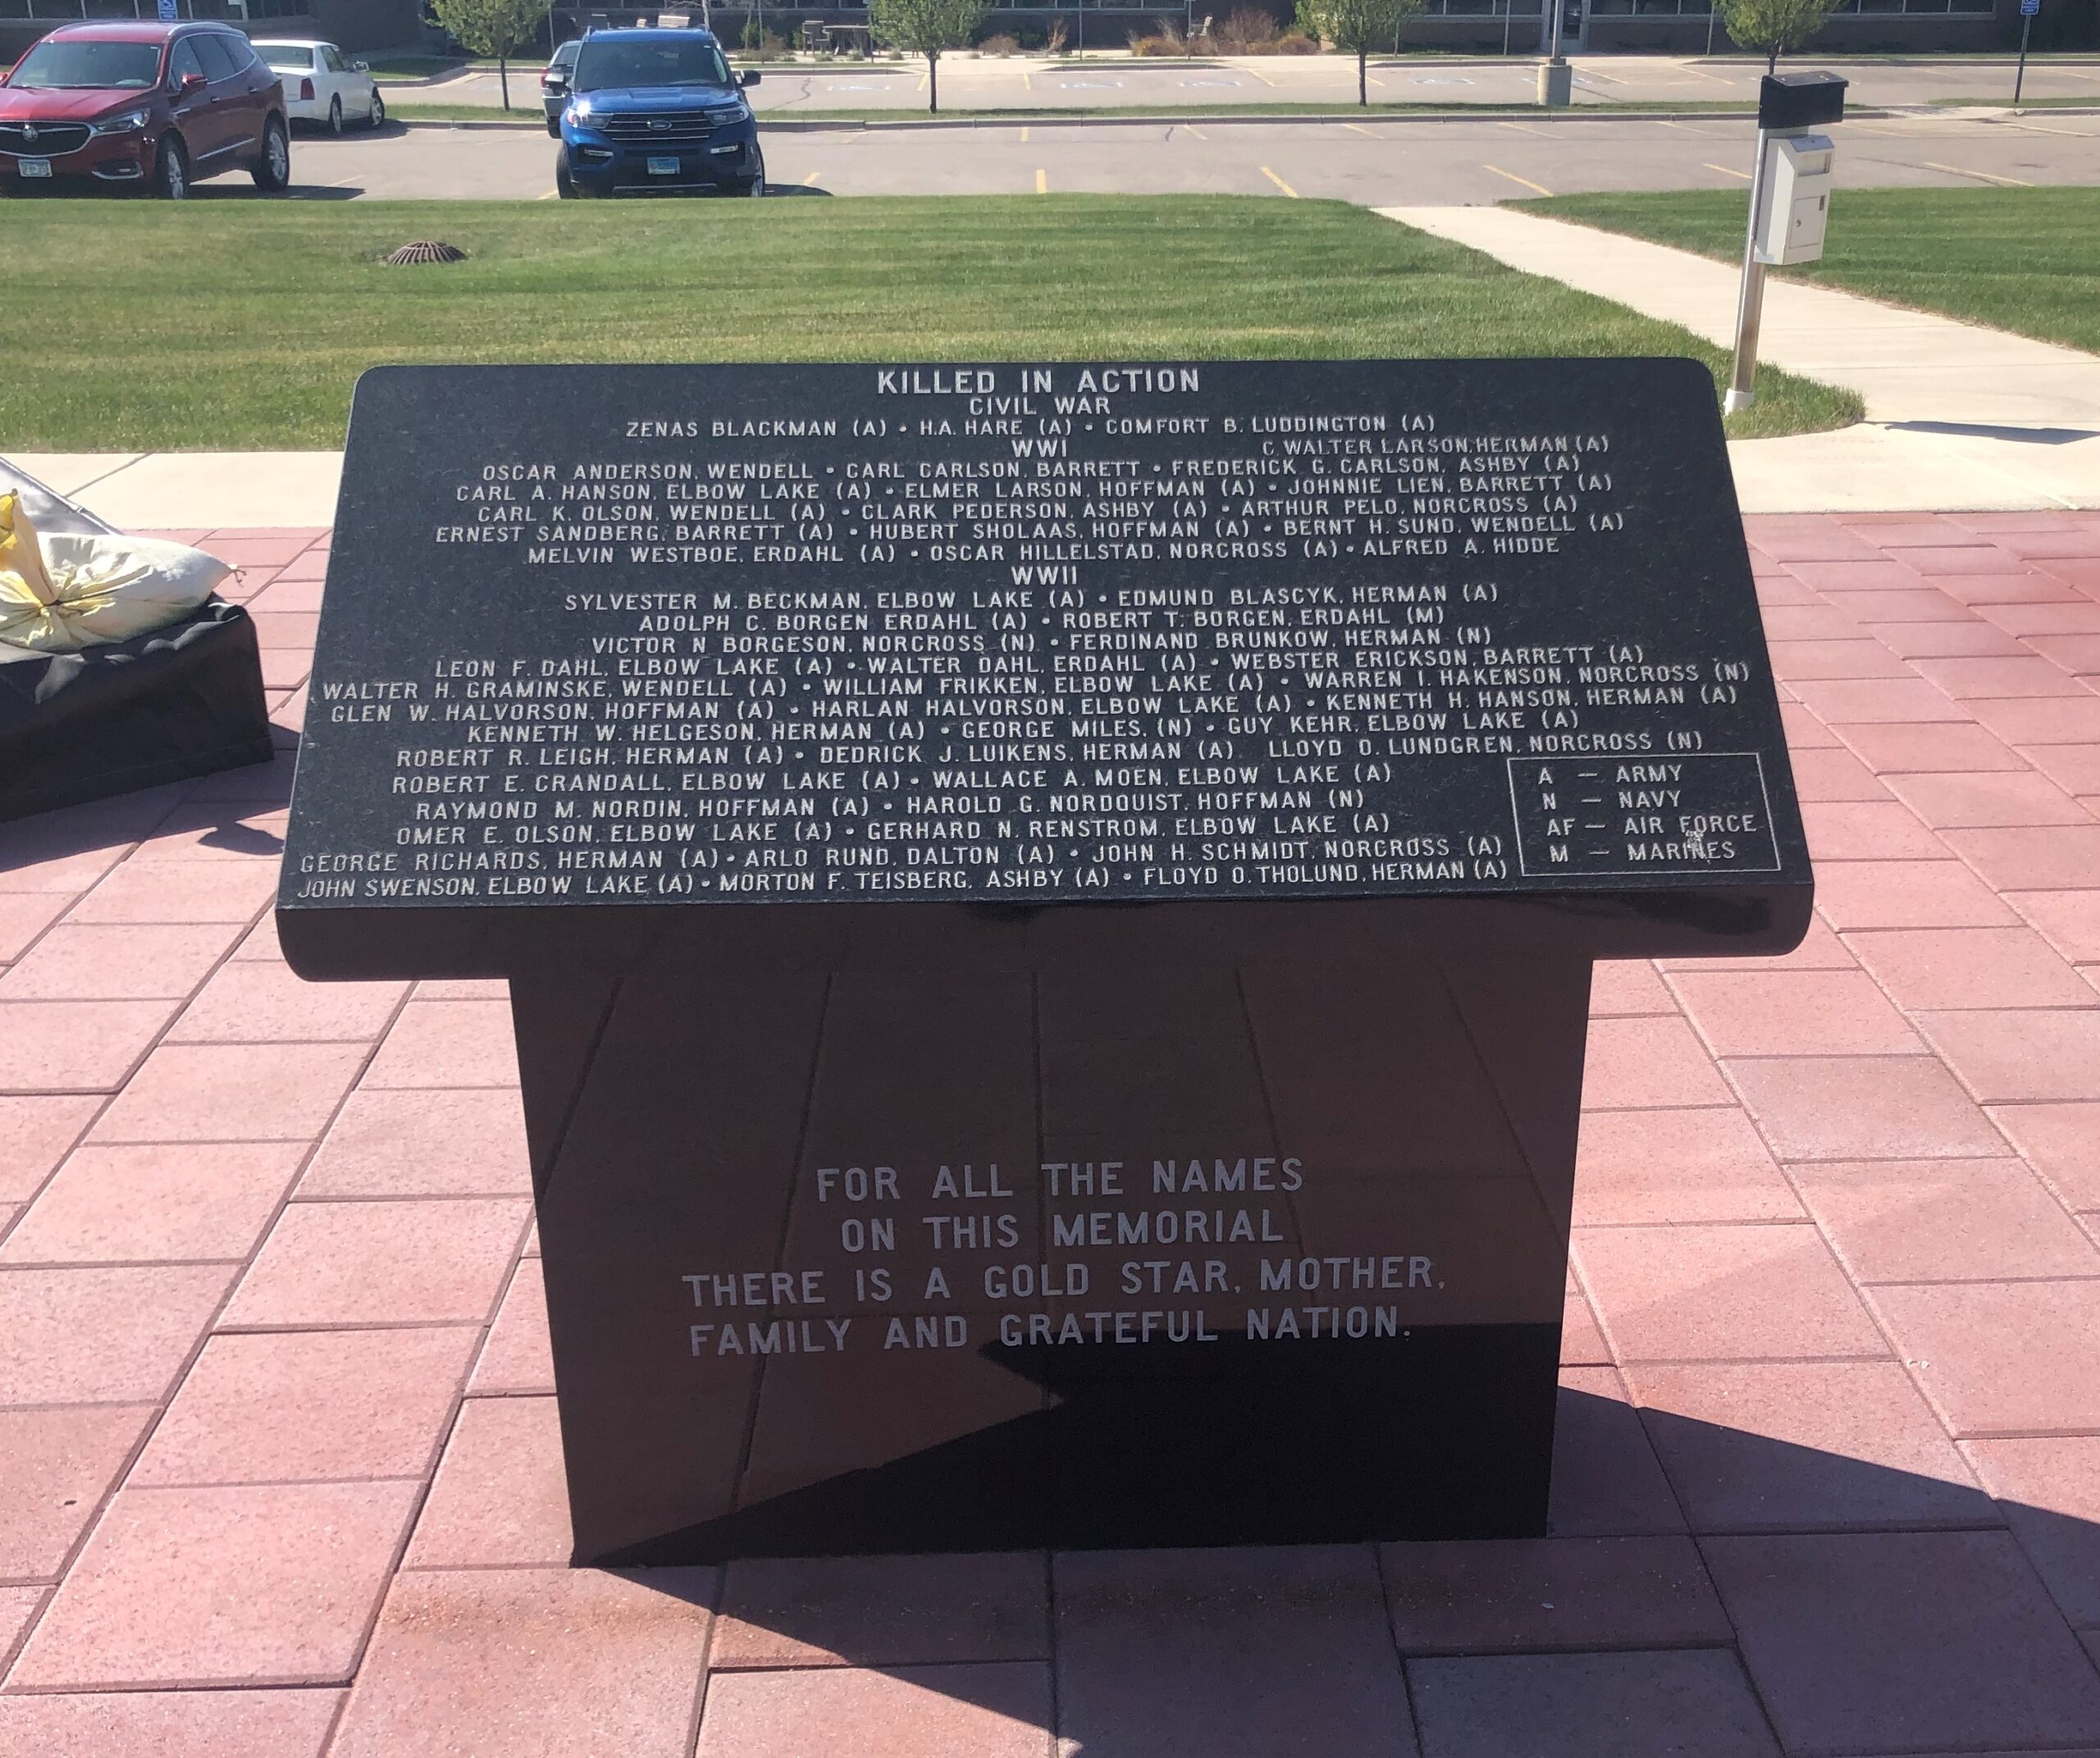 KILLED IN ACTION
CIVIL WAR
ZENAS BLACKMAN (A) • H.A. HARE (A) • COMFORT B. LUDDINGTON (A)
WWI C. WALTER LARSON, HERMAN (A)
OSCAR ANDERSON, WENDELL • CARL CARLSON, BARRETT • FREDERICK G. CARLSON, ASHBY (A)
CARL A. HANSON, ELBOW LAKE (A) • ELMER LARSON, HOFFMAN (A) • JOHNNIE LIEN, BARRETT (A)
CARL K. OLSON, WENDELL (A) • CLARK PEDERSON, ASHBY (A) • ARTHUR PELO, NORCROSS (A)
ERNEST SANDBERG, BARRETT (A) • HUBERT SHOLAAS, HOFFMAN (A) • BERNT H. SUND, WENDELL (A)
MELVIN WESTBOE, ERDAHL (A) • OSCAR HILLELSTAD, NORCROSS (A) • ALFRED A. HIDDE
WWII
SYLVESTER M. BECKMAN, ELBOW LAKE (A) • EDMUND BLASCYK, HERMAN (A)
ADOLPH C. BORGEN ERDAHL (A) • ROBERT T. BORGEN, ERDAHL (M)
VICTOR N BORGESON, NORCROSS (N) • FERDINAND BRUNKOW, HERMAN (N)
LEON F. DAHL, ELBOW LAKE (A) • WALTER DAHL, ERDAHL (A) • WEBSTER ERICKSON, BARRETT (A)
WALTER H. GRAMINSKE, WENDELL (A) • WILLIAM FRIKKEN, ELBOW LAKE (A) • WARREN I. HAKENSON, NORCROSS (N)
GLEN W. HALVORSON, HOFFMAN (A) • HARLAN HALVORSON, ELBOW LAKE (A) • KENNETH H. HANSON, HERMAN (A)
KENNETH W. HELGESON, HERMAN (A) • GEORGE MILES, (N) • GUY KEHR, ELBOW LAKE (A)
ROBERT R. LEIGH, HERMAN (A) • DEDRICK J. LUIKENS, HERMAN (A) LLOYD O. LUNDGREN, NORCROSS (N)
ROBERT E. CRANDALL, ELBOW LAKE (A) • WALLACE A. MOEN, ELBOW LAKE (A)
RAYMOND M. NORDIN, HOFFMAN (A) • HAROLD G. NORDQUIST, HOFFMAN (N)
OMER E. OLSON, ELBOW LAKE (A) • GERHARD N. RENSTROM, ELBOW LAKE (A)
GEORGE RICHARDS, HERMAN (A) • ARLO RUND, DALTON (A) • JOHN H. SCHMIDT, NORCROSS (A)
JOHN SWENSON, ELBOW LAKE (A) • MORTON F. TEISBERG, ASHBY (A) • FLOYD O. THOLUND, HERMAN (A)
A — ARMY
N — NAVY
AF — AIR FORCE
M — MARINES
FOR ALL THE NAMES
ON THIS MEMORIAL
THERE IS A GOLD STAR, MOTHER,
FAMILY AND GRATEFUL NATION.